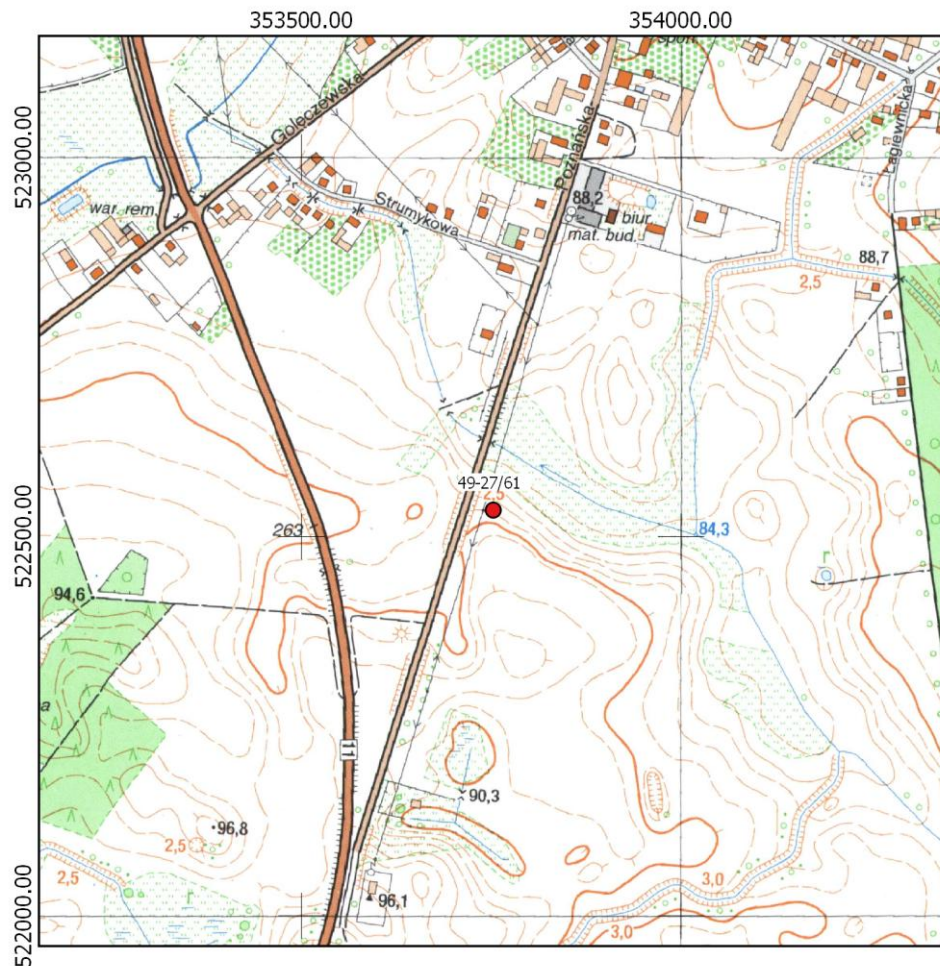 353500.00
354000.00
sport
Gołeczewska
Poznańska
Łagiewnicka
523000.00
Strumykowa
war. rem.
88,2
biur
mat. bud.
88,7
2,5
49-27/61
2,5
522500.00
263
84,3
r
94,6
a
11
90,3
96,8
2,5
2,5
r
96,1
3,0
3,0
522000.00